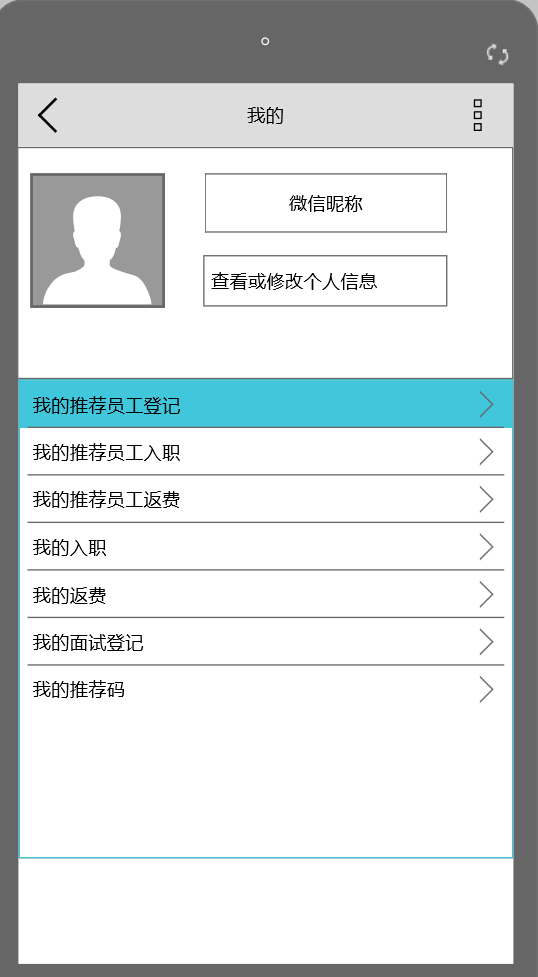 我的
微信昵称
查看或修改个人信息
我的推荐员工登记
我的推荐员工入职
我的推荐员工返费
我的入职
我的返费
我的面试登记
我的推荐码